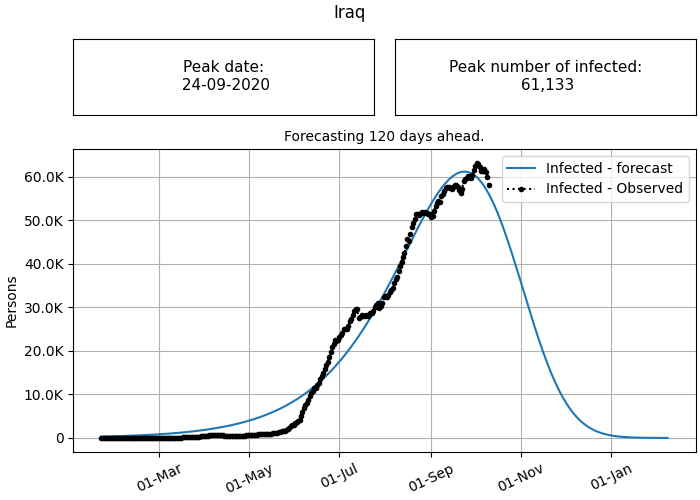 Iraq
Peak date:
24-09-2020
Peak number of infected:
61,133
Forecasting 120 days ahead.
Infected - forecast
Infected - Observed
Persons
60.0K
50.0K
40.0K
30.0K
20.0K
10.0K
0
01-Mar
01-May
01-Jul
01-Sep
01-Nov
01-Jan